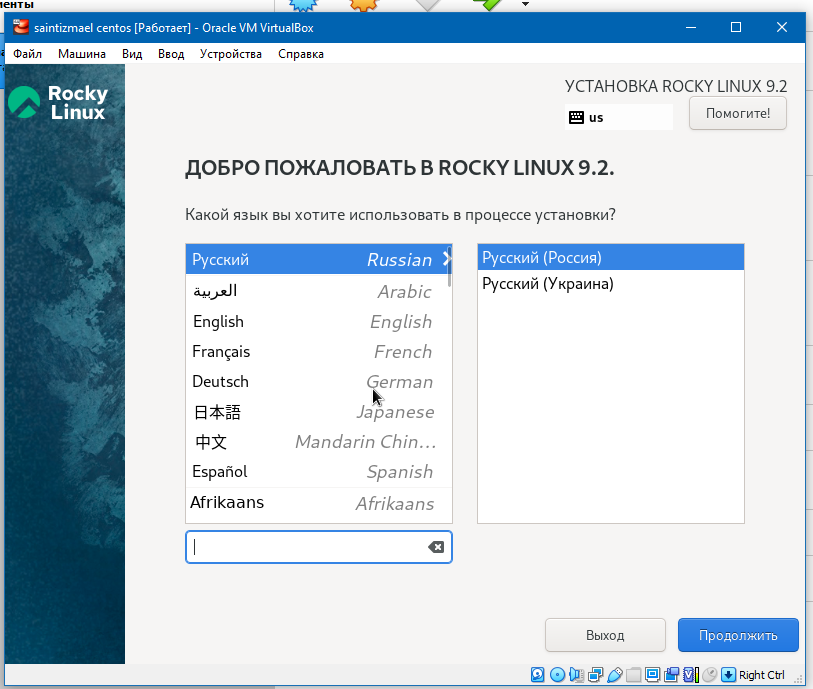 менты
saintizmael centos [Работает] - Oracle VM VirtualBox
Файл Машина Вид Ввод Устройства Справка
Rocky
Linux
УСТАНОВКА ROCKY LINUX 9.2
us
Помогите!
ДОБРО ПОЖАЛОВАТЬ В ROCKY LINUX 9.2.
Какой язык вы хотите использовать в процессе установки?
Русский Russian
العربية Arabic
English English
Français French
Deutsch German
日本語 Japanese
中文 Mandarin Chin...
Español Spanish
Afrikaans Afrikaans
Русский (Россия)
Русский (Украина)
Выход
Продолжить
Right Ctrl